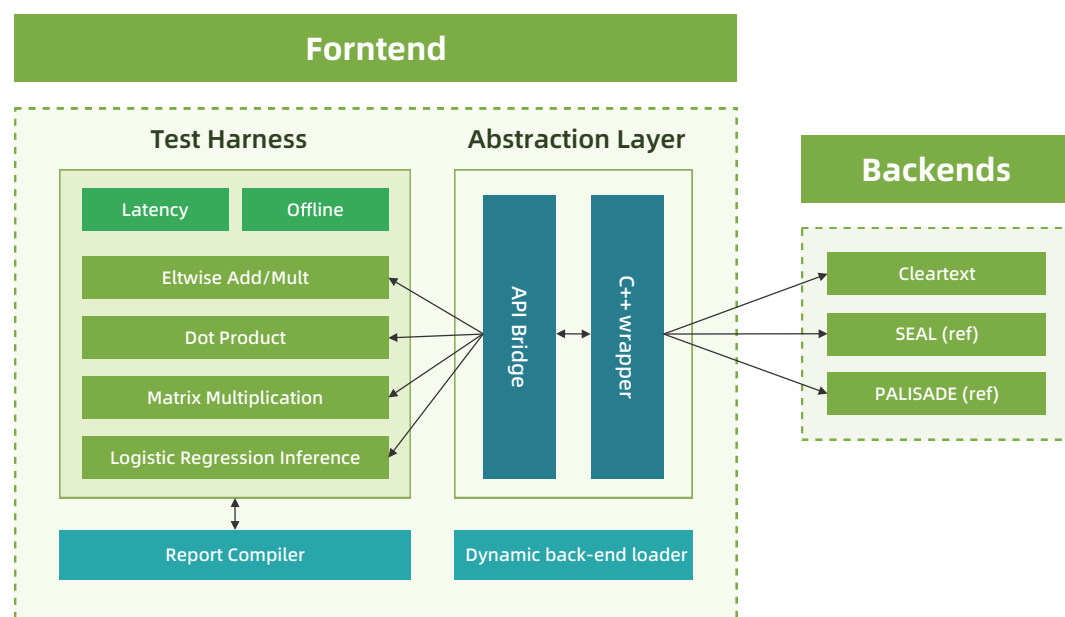 Forntend
Test Harness
Latency
Offline
Eltwise Add/Mult
Dot Product
Matrix Multiplication
Logistic Regression Inference
Report Compiler
Abstraction Layer
API Bridge
C++ wrapper
Dynamic back-end loader
Backends
Cleartext
SEAL (ref)
PALISADE (ref)